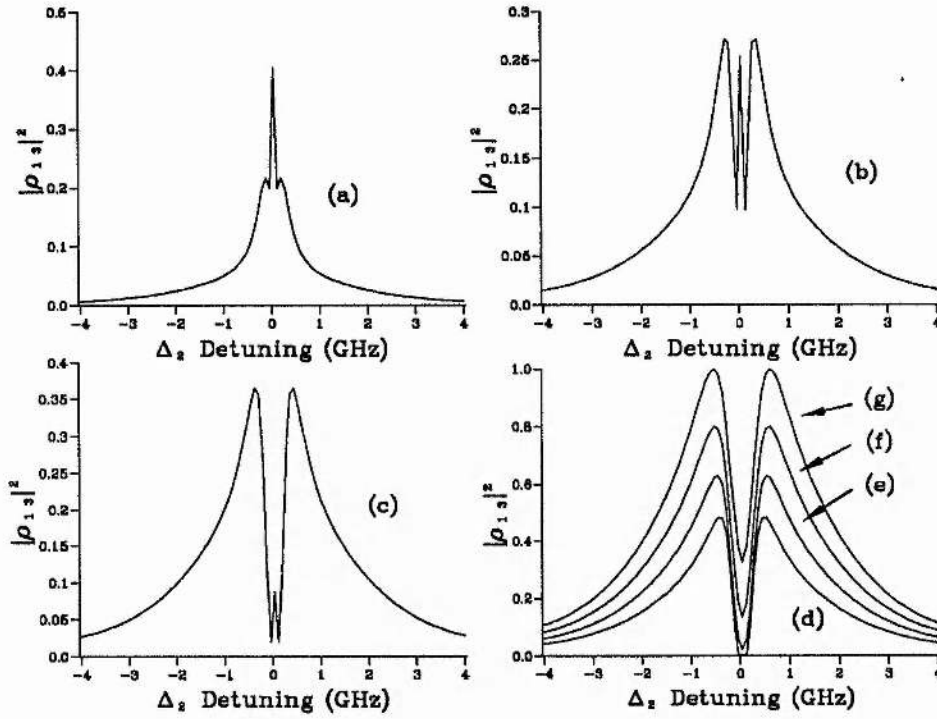 0.5
0.4
0.3
0.2
0.1
0.0
|ρ₁₃|²
(a)
−4 −3 −2 −1 0 1 2 3 4
Δ₂ Detuning (GHz)
0.3
0.25
0.2
0.15
0.1
0.05
0.0
|ρ₁₃|²
(b)
−4 −3 −2 −1 0 1 2 3 4
Δ₂ Detuning (GHz)
0.4
0.35
0.3
0.25
0.2
0.15
0.1
0.05
0.0
|ρ₁₃|²
(c)
−4 −3 −2 −1 0 1 2 3 4
Δ₂ Detuning (GHz)
1.0
0.8
0.6
0.4
0.2
0.0
|ρ₁₃|²
(g)
(f)
(e)
(d)
−4 −3 −2 −1 0 1 2 3 4
Δ₂ Detuning (GHz)